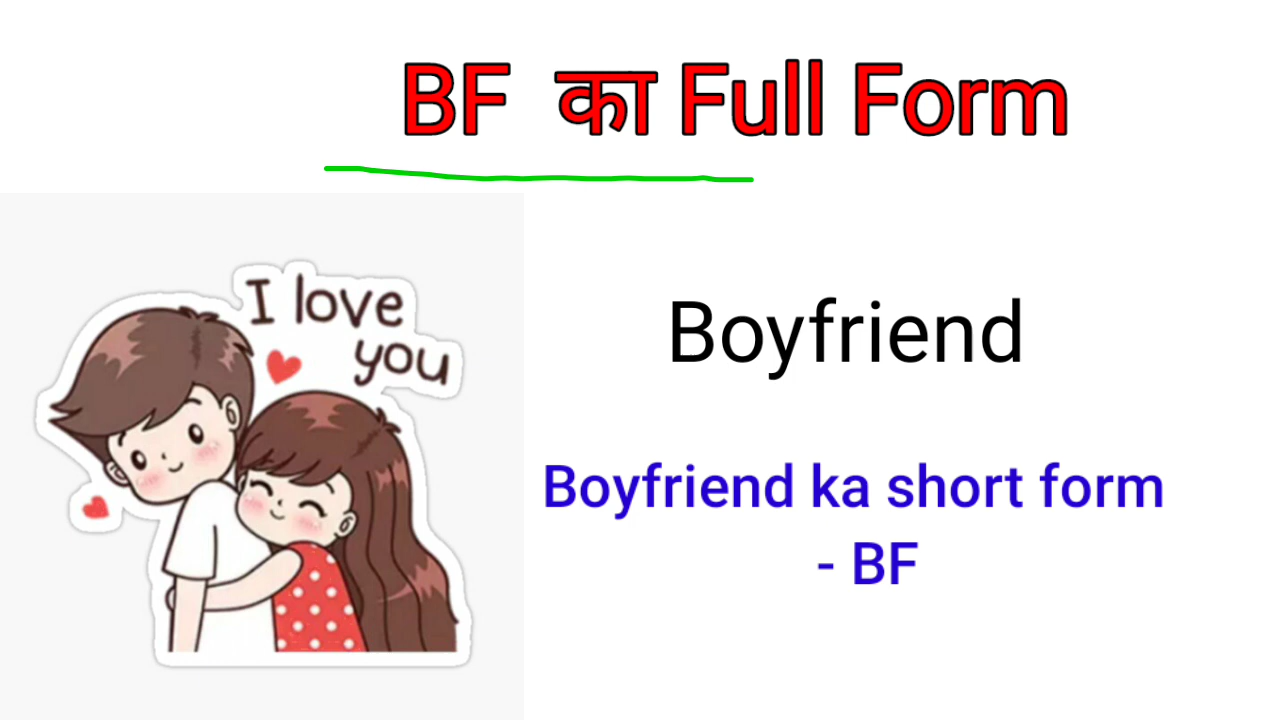 BF का Full Form
I love
you
Boyfriend
Boyfriend ka short form
- BF